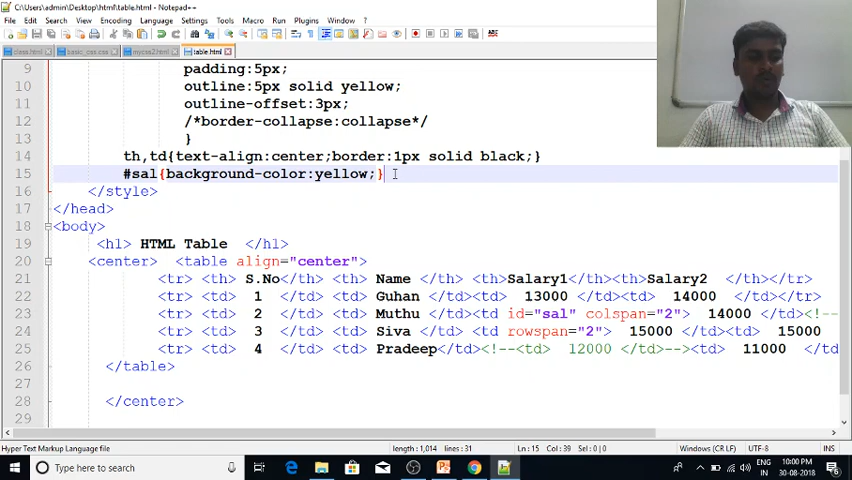 C:\Users\admin\Desktop\html\table.html - Notepad++
File Edit Search View Encoding Language Settings Tools Macro Run Plugins Window ?
class.html basic_css.css mycss2.html table.html
9 padding:5px;
10 outline:5px solid yellow;
11 outline-offset:3px;
12 /*border-collapse:collapse*/
13 }
14 th,td{text-align:center;border:1px solid black;}
15 #sal{background-color:yellow;}
16 </style>
17 </head>
18 <body>
19 <h1> HTML Table </h1>
20 <center> <table align="center">
21 <tr> <th> S.No</th> <th> Name </th> <th>Salary1</th><th>Salary2 </th></tr>
22 <tr> <td> 1 </td> <td> Guhan </td><td> 13000 </td><td> 14000 </td></tr>
23 <tr> <td> 2 </td> <td> Muthu </td><td id="sal" colspan="2"> 14000 </td><!--
24 <tr> <td> 3 </td> <td> Siva </td> <td rowspan="2"> 15000 </td><td> 15000
25 <tr> <td> 4 </td> <td> Pradeep</td><!--<td> 12000 </td>--><td> 11000 </td
26 </table>
27
28 </center>
29
Hyper Text Markup Language file length : 1,014 lines : 31 Ln : 15 Col : 39 Sel : 0 | 0 Windows (CR LF) UTF-8 INS
Type here to search ENG IN 10:00 PM 30-08-2018